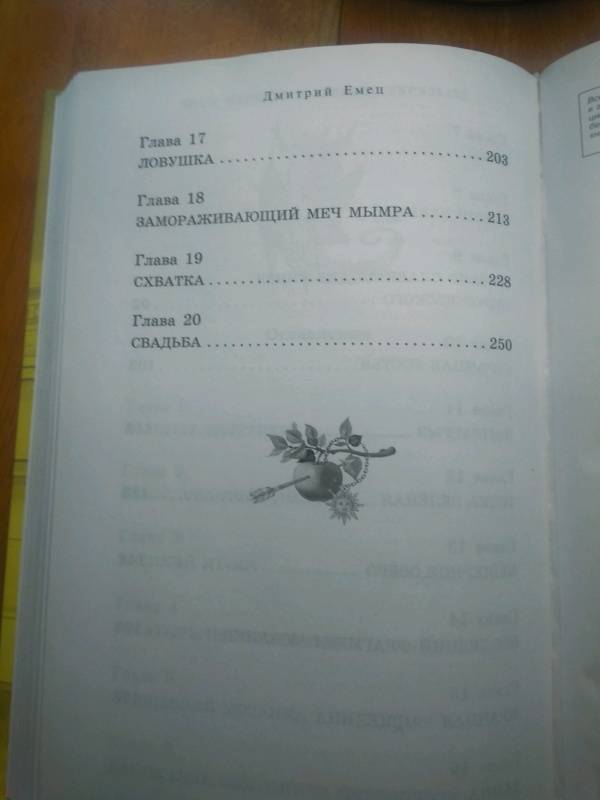 Дмитрий Емец
Глава 17
ЛОВУШКА ................................ 203
Глава 18
ЗАМОРАЖИВАЮЩИЙ МЕЧ МЫМРА ........ 213
Глава 19
СХВАТКА ................................. 228
Глава 20
СВАДЬБА ................................. 250